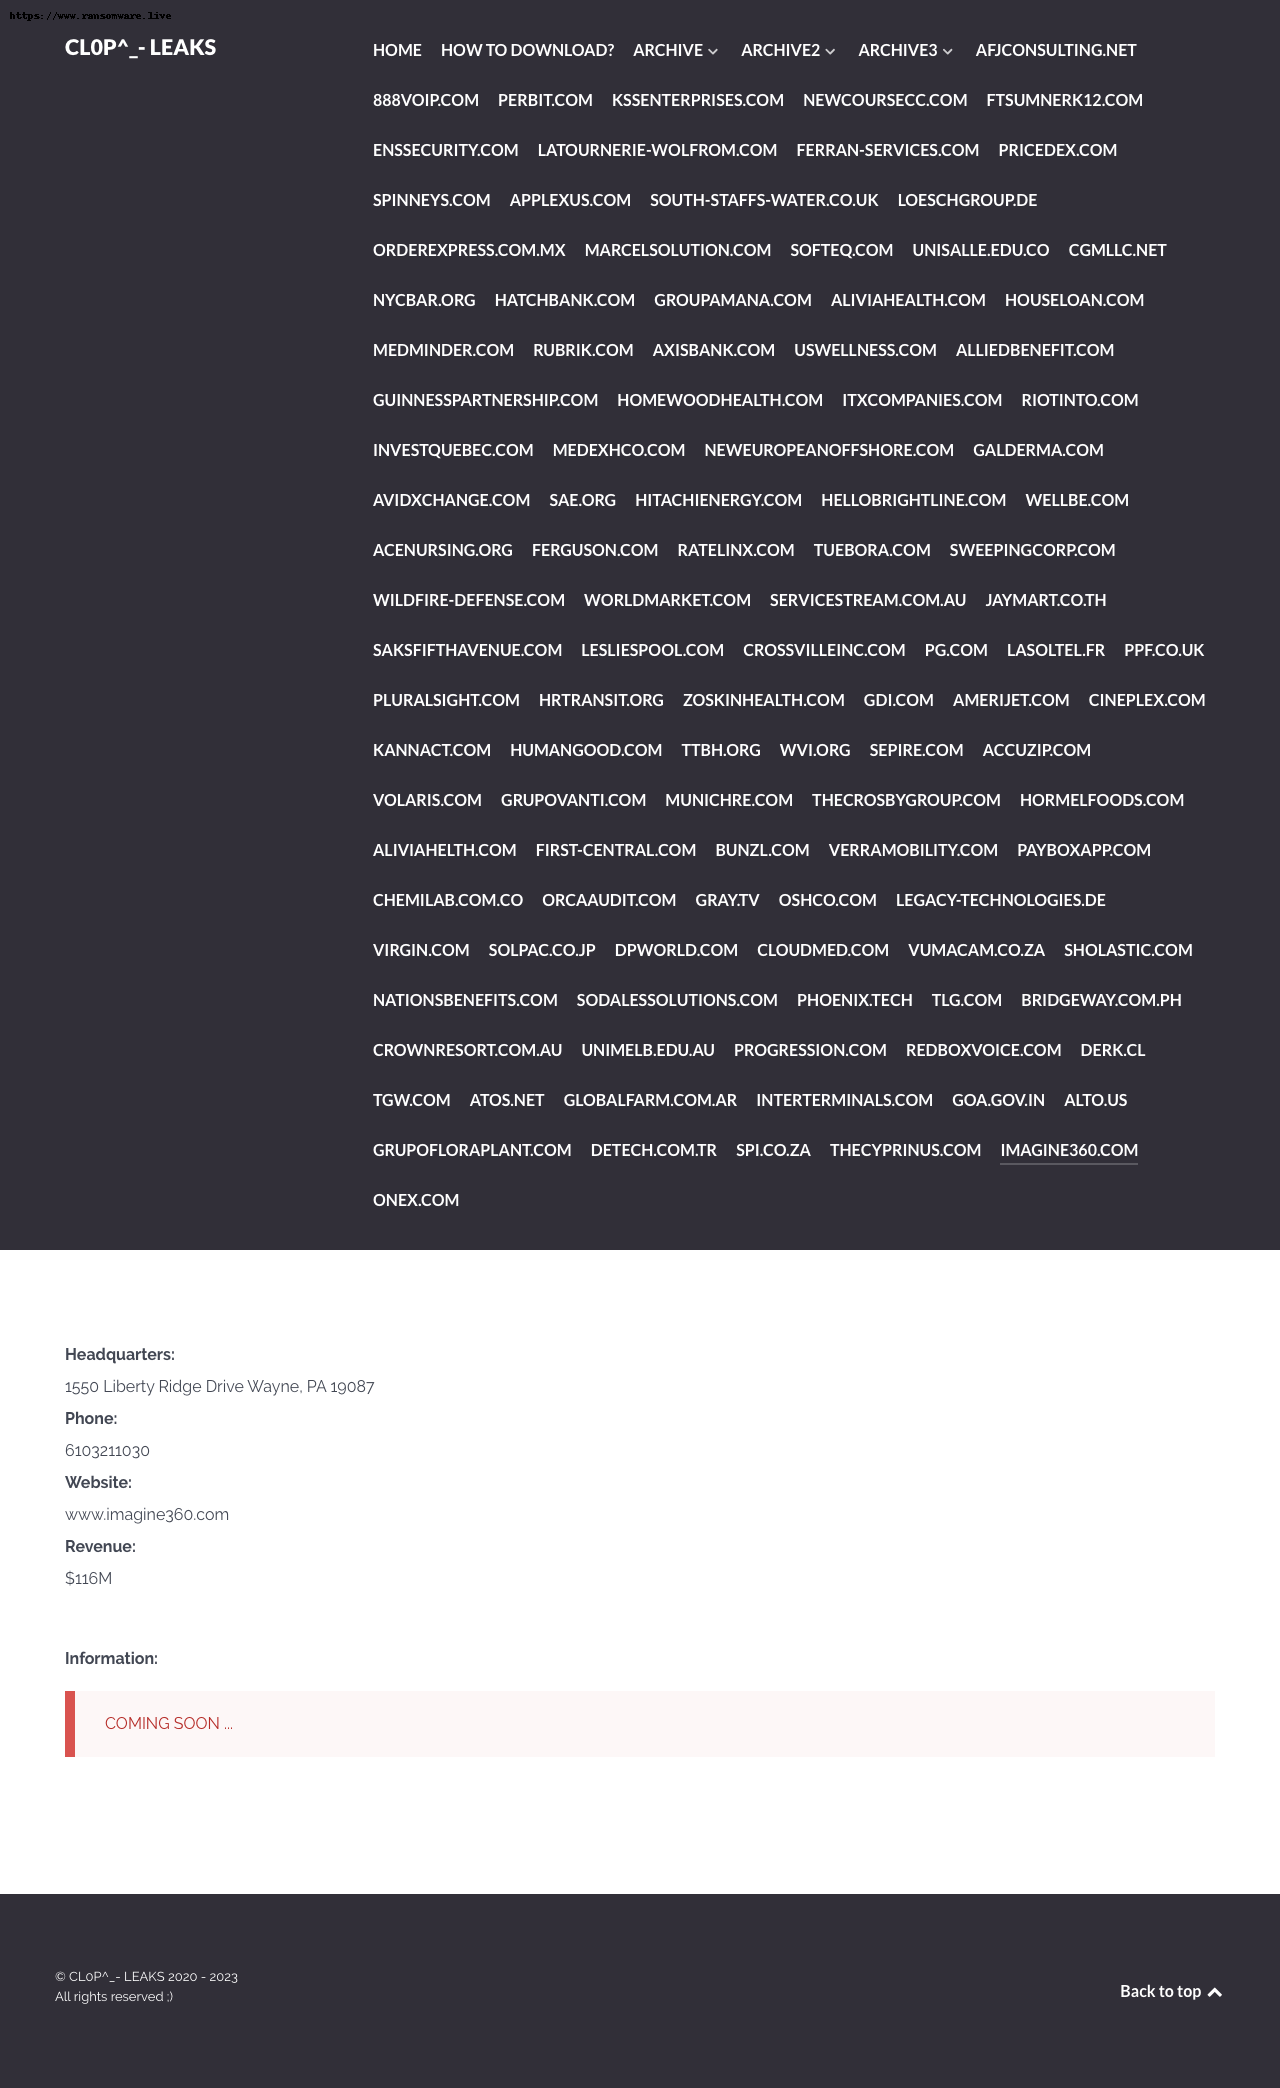 https://www.ransomware.live
CL0P^_- LEAKS
HOME HOW TO DOWNLOAD? ARCHIVE ARCHIVE2 ARCHIVE3 AFJCONSULTING.NET
888VOIP.COM PERBIT.COM KSSENTERPRISES.COM NEWCOURSECC.COM FTSUMNERK12.COM
ENSSECURITY.COM LATOURNERIE-WOLFROM.COM FERRAN-SERVICES.COM PRICEDEX.COM
SPINNEYS.COM APPLEXUS.COM SOUTH-STAFFS-WATER.CO.UK LOESCHGROUP.DE
ORDEREXPRESS.COM.MX MARCELSOLUTION.COM SOFTEQ.COM UNISALLE.EDU.CO CGMLLC.NET
NYCBAR.ORG HATCHBANK.COM GROUPAMANA.COM ALIVIAHEALTH.COM HOUSELOAN.COM
MEDMINDER.COM RUBRIK.COM AXISBANK.COM USWELLNESS.COM ALLIEDBENEFIT.COM
GUINNESSPARTNERSHIP.COM HOMEWOODHEALTH.COM ITXCOMPANIES.COM RIOTINTO.COM
INVESTQUEBEC.COM MEDEXHCO.COM NEWEUROPEANOFFSHORE.COM GALDERMA.COM
AVIDXCHANGE.COM SAE.ORG HITACHIENERGY.COM HELLOBRIGHTLINE.COM WELLBE.COM
ACENURSING.ORG FERGUSON.COM RATELINX.COM TUEBORA.COM SWEEPINGCORP.COM
WILDFIRE-DEFENSE.COM WORLDMARKET.COM SERVICESTREAM.COM.AU JAYMART.CO.TH
SAKSFIFTHAVENUE.COM LESLIESPOOL.COM CROSSVILLEINC.COM PG.COM LASOLTEL.FR PPF.CO.UK
PLURALSIGHT.COM HRTRANSIT.ORG ZOSKINHEALTH.COM GDI.COM AMERIJET.COM CINEPLEX.COM
KANNACT.COM HUMANGOOD.COM TTBH.ORG WVI.ORG SEPIRE.COM ACCUZIP.COM
VOLARIS.COM GRUPOVANTI.COM MUNICHRE.COM THECROSBYGROUP.COM HORMELFOODS.COM
ALIVIAHELTH.COM FIRST-CENTRAL.COM BUNZL.COM VERRAMOBILITY.COM PAYBOXAPP.COM
CHEMILAB.COM.CO ORCAAUDIT.COM GRAY.TV OSHCO.COM LEGACY-TECHNOLOGIES.DE
VIRGIN.COM SOLPAC.CO.JP DPWORLD.COM CLOUDMED.COM VUMACAM.CO.ZA SHOLASTIC.COM
NATIONSBENEFITS.COM SODALESSOLUTIONS.COM PHOENIX.TECH TLG.COM BRIDGEWAY.COM.PH
CROWNRESORT.COM.AU UNIMELB.EDU.AU PROGRESSION.COM REDBOXVOICE.COM DERK.CL
TGW.COM ATOS.NET GLOBALFARM.COM.AR INTERTERMINALS.COM GOA.GOV.IN ALTO.US
GRUPOFLORAPLANT.COM DETECH.COM.TR SPI.CO.ZA THECYPRINUS.COM IMAGINE360.COM
ONEX.COM
Headquarters:
1550 Liberty Ridge Drive Wayne, PA 19087
Phone:
6103211030
Website:
www.imagine360.com
Revenue:
$116M
Information:
COMING SOON ...
© CL0P^_- LEAKS 2020 - 2023
All rights reserved ;)
Back to top